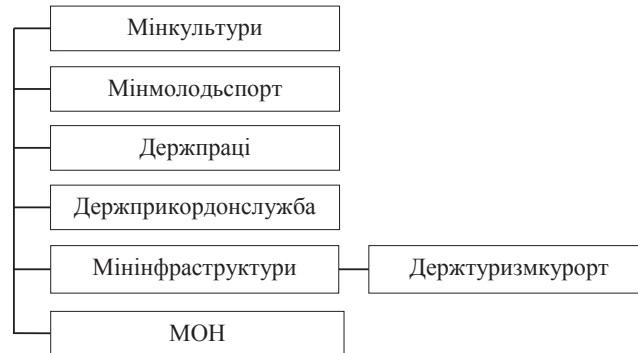 Мінкультури
Мінмолодьспорт
Держпраці
Держприкордонслужба
Мінінфраструктури
Держтуризмкурорт
МОН